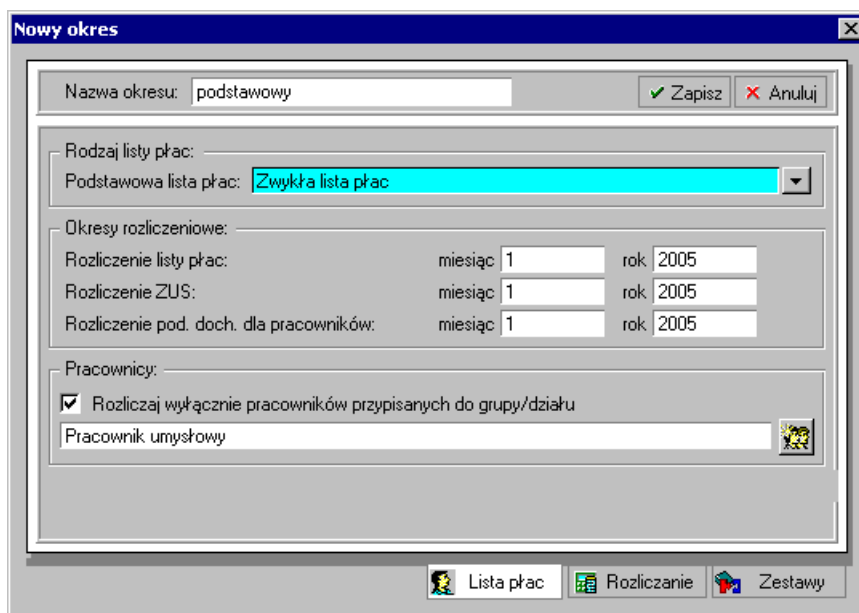 Nowy okres
Nazwa okresu: podstawowy Zapisz Anuluj
Rodzaj listy płac:
Podstawowa lista płac: Zwykła lista płac
Okresy rozliczeniowe:
Rozliczenie listy płac: miesiąc 1 rok 2005
Rozliczenie ZUS: miesiąc 1 rok 2005
Rozliczenie pod. doch. dla pracowników: miesiąc 1 rok 2005
Pracownicy:
Rozliczaj wyłącznie pracowników przypisanych do grupy/działu
Pracownik umysłowy
Lista płac Rozliczanie Zestawy